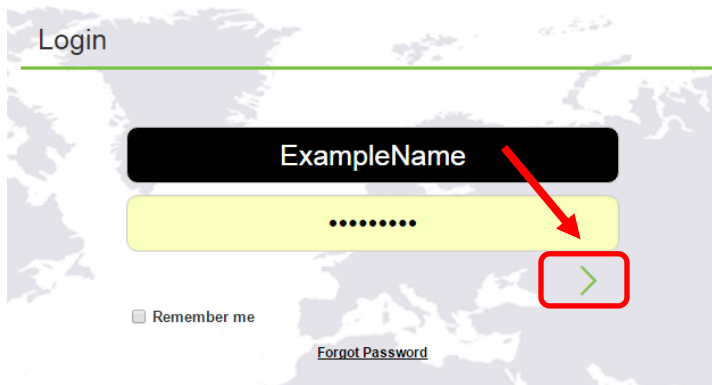 Login
ExampleName
•••••••••
Remember me
Forgot Password